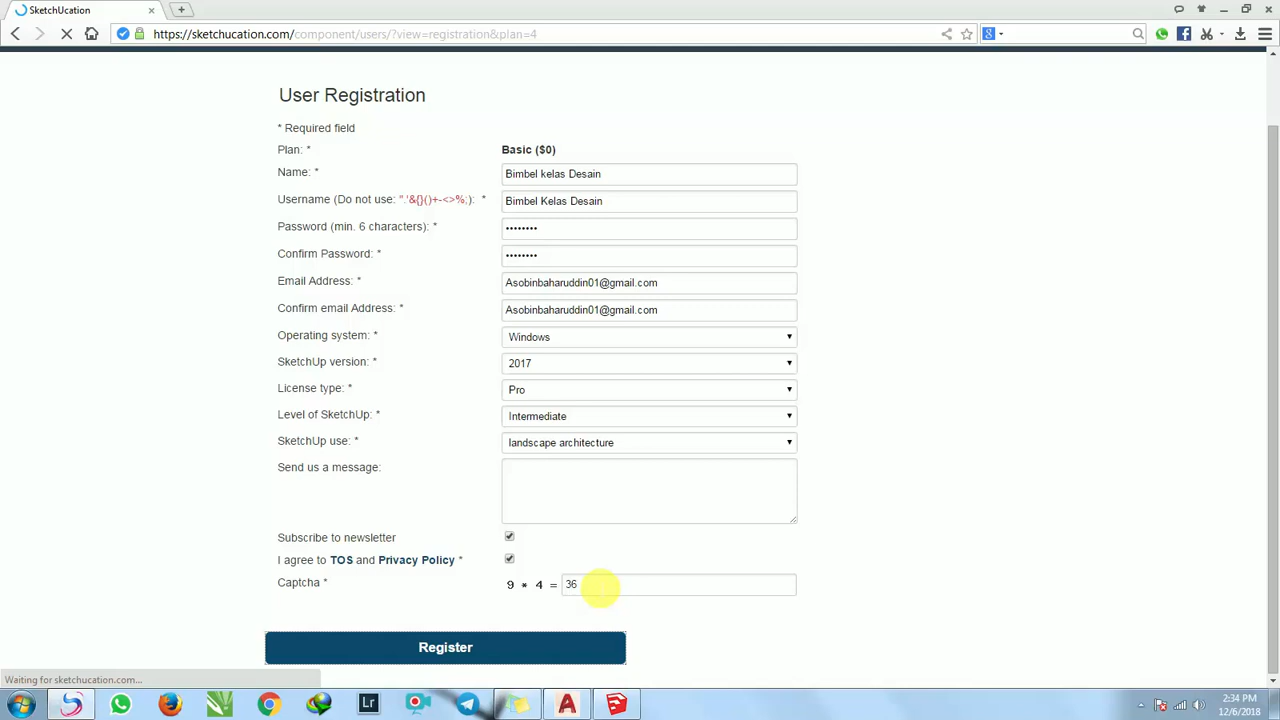 SketchUcation
https://sketchucation.com/component/users/?view=registration&plan=4
User Registration
* Required field
Plan: * Basic ($0)
Name: * Bimbel kelas Desain
Username (Do not use: ".'&{}()+-<>%;): * Bimbel Kelas Desain
Password (min. 6 characters): * ••••••••
Confirm Password: * ••••••••
Email Address: * Asobinbaharuddin01@gmail.com
Confirm email Address: * Asobinbaharuddin01@gmail.com
Operating system: * Windows
SketchUp version: * 2017
License type: * Pro
Level of SketchUp: * Intermediate
SketchUp use: * landscape architecture
Send us a message:
Subscribe to newsletter
I agree to TOS and Privacy Policy *
Captcha * 9 * 4 = 36
Register
Waiting for sketchucation.com...
Lr
2:34 PM
12/6/2018